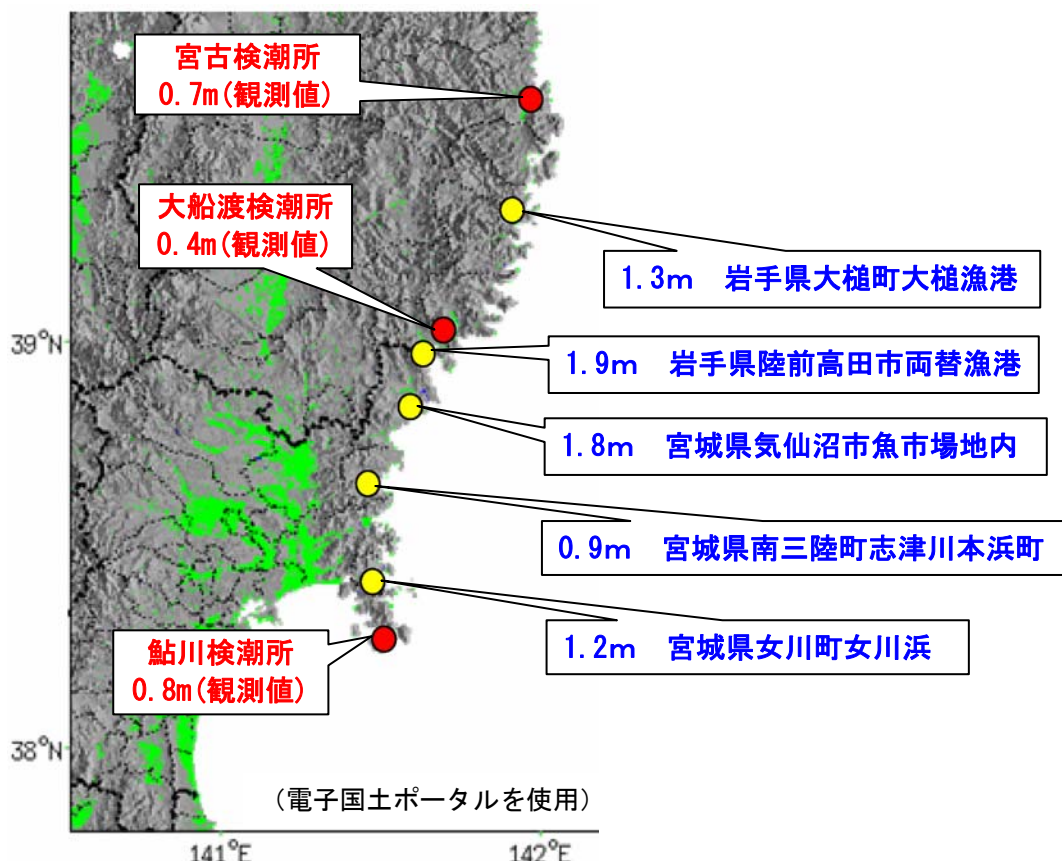 宮古検潮所
0.7m(観測値)
大船渡検潮所
0.4m(観測値)
1.3m 岩手県大槌町大槌漁港
39°N
1.9m 岩手県陸前高田市両替漁港
1.8m 宮城県気仙沼市魚市場地内
0.9m 宮城県南三陸町志津川本浜町
1.2m 宮城県女川町女川浜
鮎川検潮所
0.8m(観測値)
38°N
(電子国土ポータルを使用)
141°E
142°E